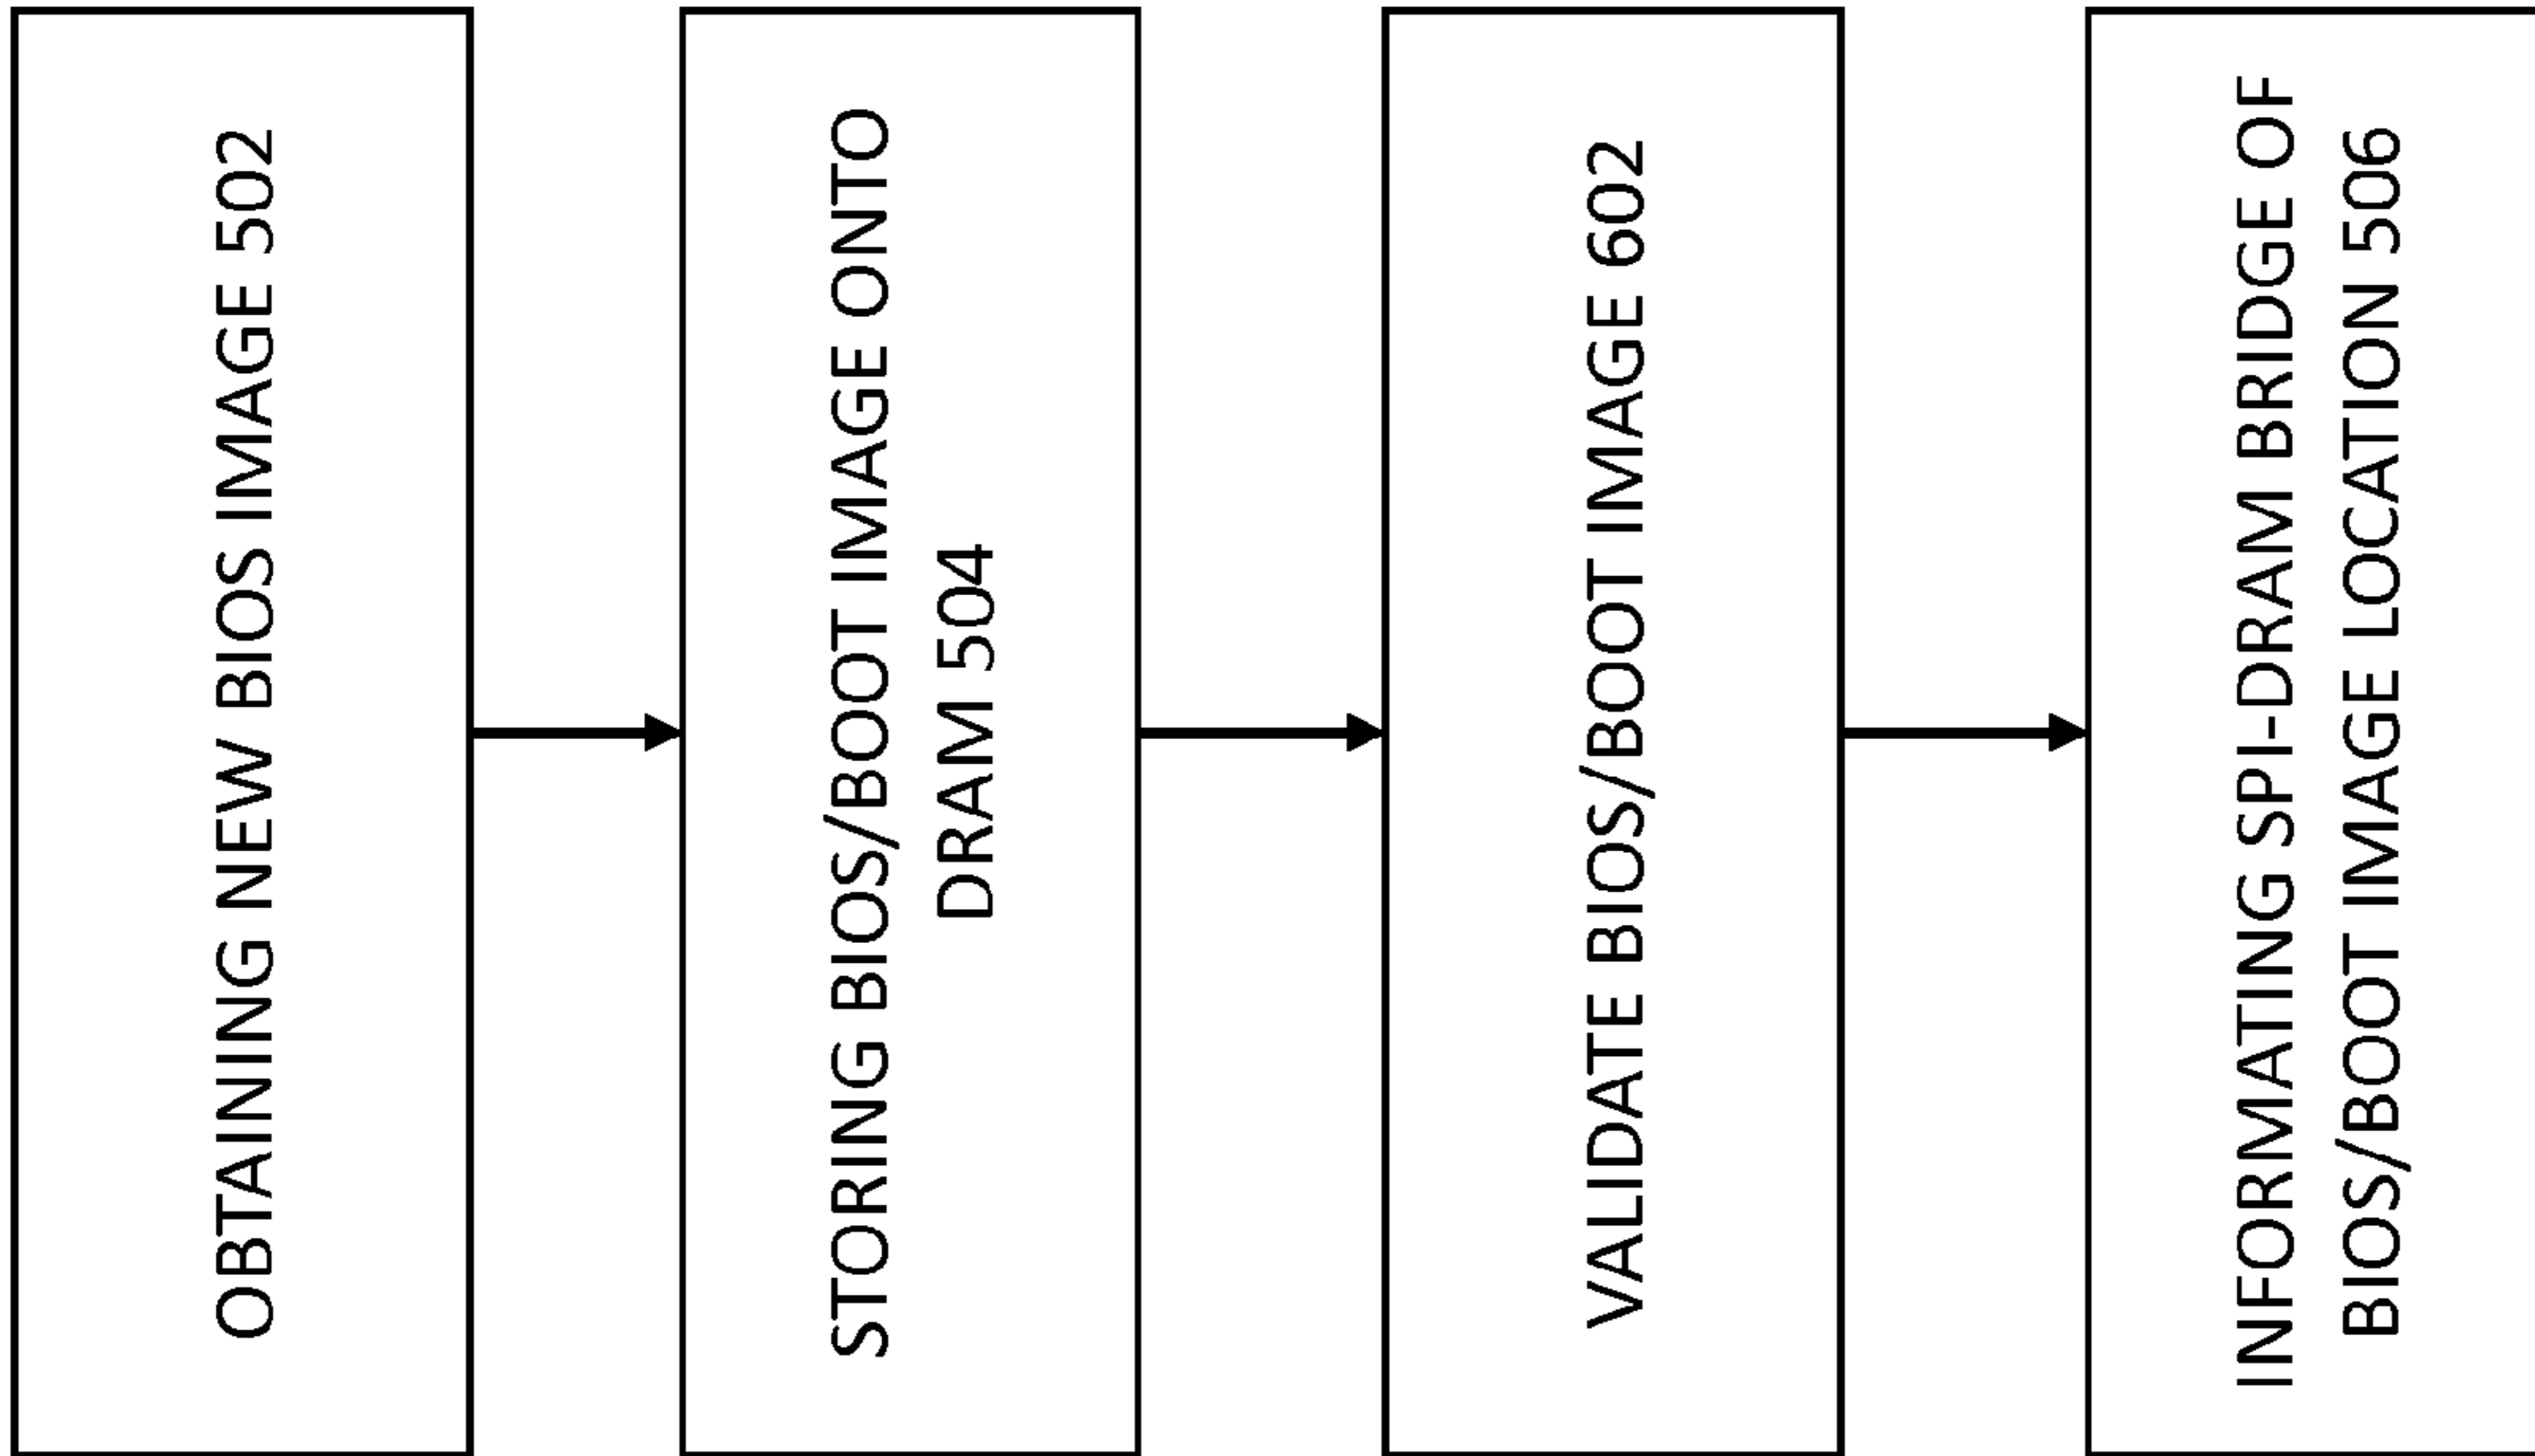 OBTAINING NEW BIOS IMAGE 502
STORING BIOS/BOOT IMAGE ONTO
DRAM 504
VALIDATE BIOS/BOOT IMAGE 602
INFORMATING SPI-DRAM BRIDGE OF
BIOS/BOOT IMAGE LOCATION 506